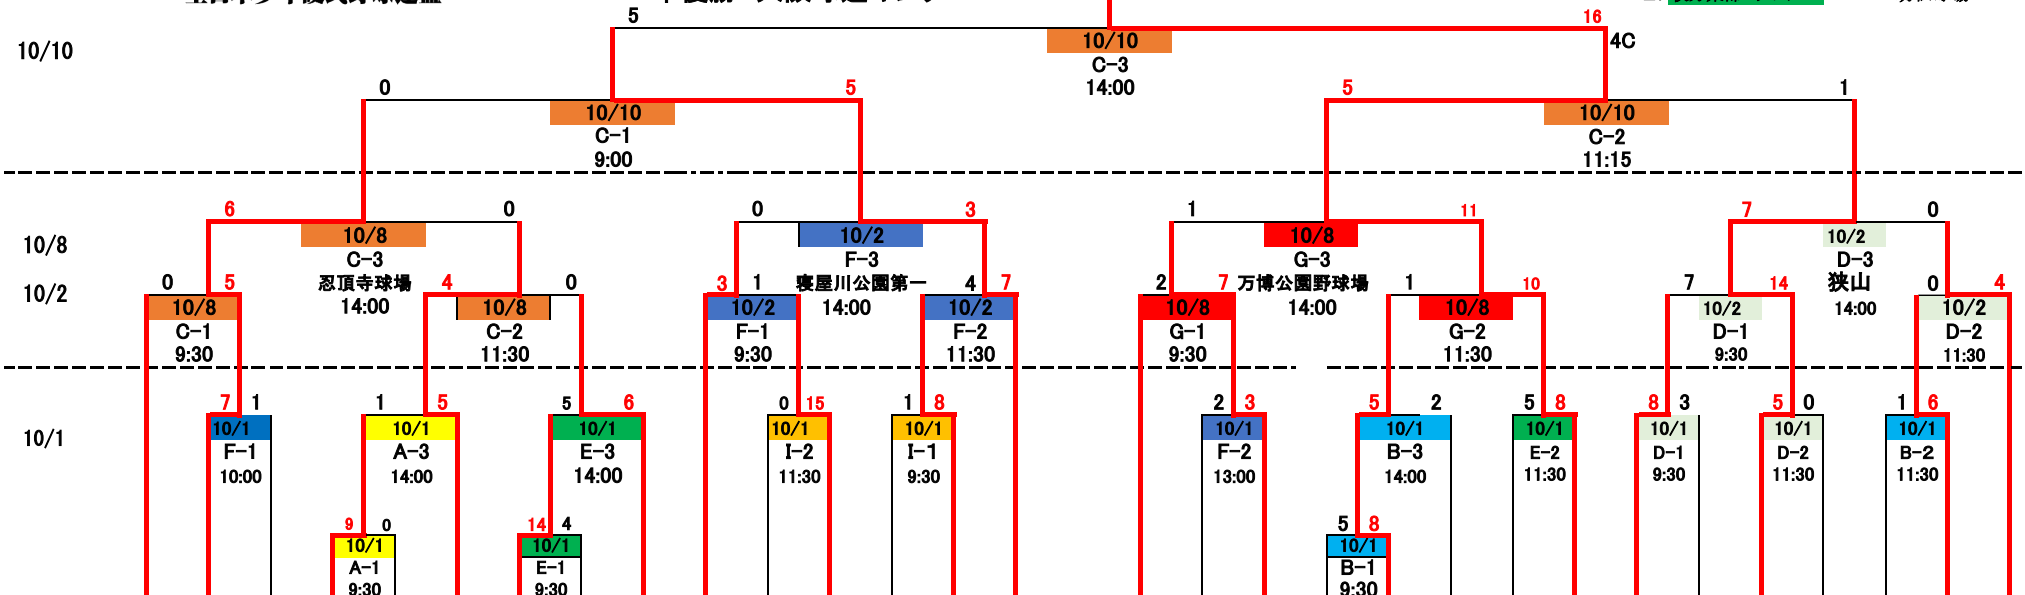 5 16
10/10 10/10 4C
C-3
0 5 14:00 5 1
10/10 10/10
C-1 C-2
9:00 11:15
6 0 0 3 1 11 7 0
10/8 10/8 10/2 10/8 10/2
C-3 F-3 G-3 D-3
0 5 忍頂寺球場 4 0 3 1 寝屋川公園第一 4 7 2 7 万博公園野球場 1 10 7 14 狭山 0 4
10/2 10/8 14:00 10/8 10/2 14:00 10/2 10/8 14:00 10/8 10/2 14:00 10/2
C-1 C-2 F-1 F-2 G-1 G-2 D-1 D-2
9:30 11:30 9:30 11:30 9:30 11:30 9:30 11:30
7 1 1 5 5 6 0 15 1 8 2 3 5 2 5 8 8 3 5 0 1 6
10/1 10/1 10/1 10/1 10/1 10/1 10/1 10/1 10/1 10/1 10/1 10/1
F-1 A-3 E-3 I-2 I-1 F-2 B-3 E-2 D-1 D-2 B-2
10:00 14:00 14:00 11:30 9:30 13:00 14:00 11:30 9:30 11:30 11:30
9 0 14 4 5 8
10/1 10/1 10/1
A-1 E-1 B-1
9:30 9:30 9:30